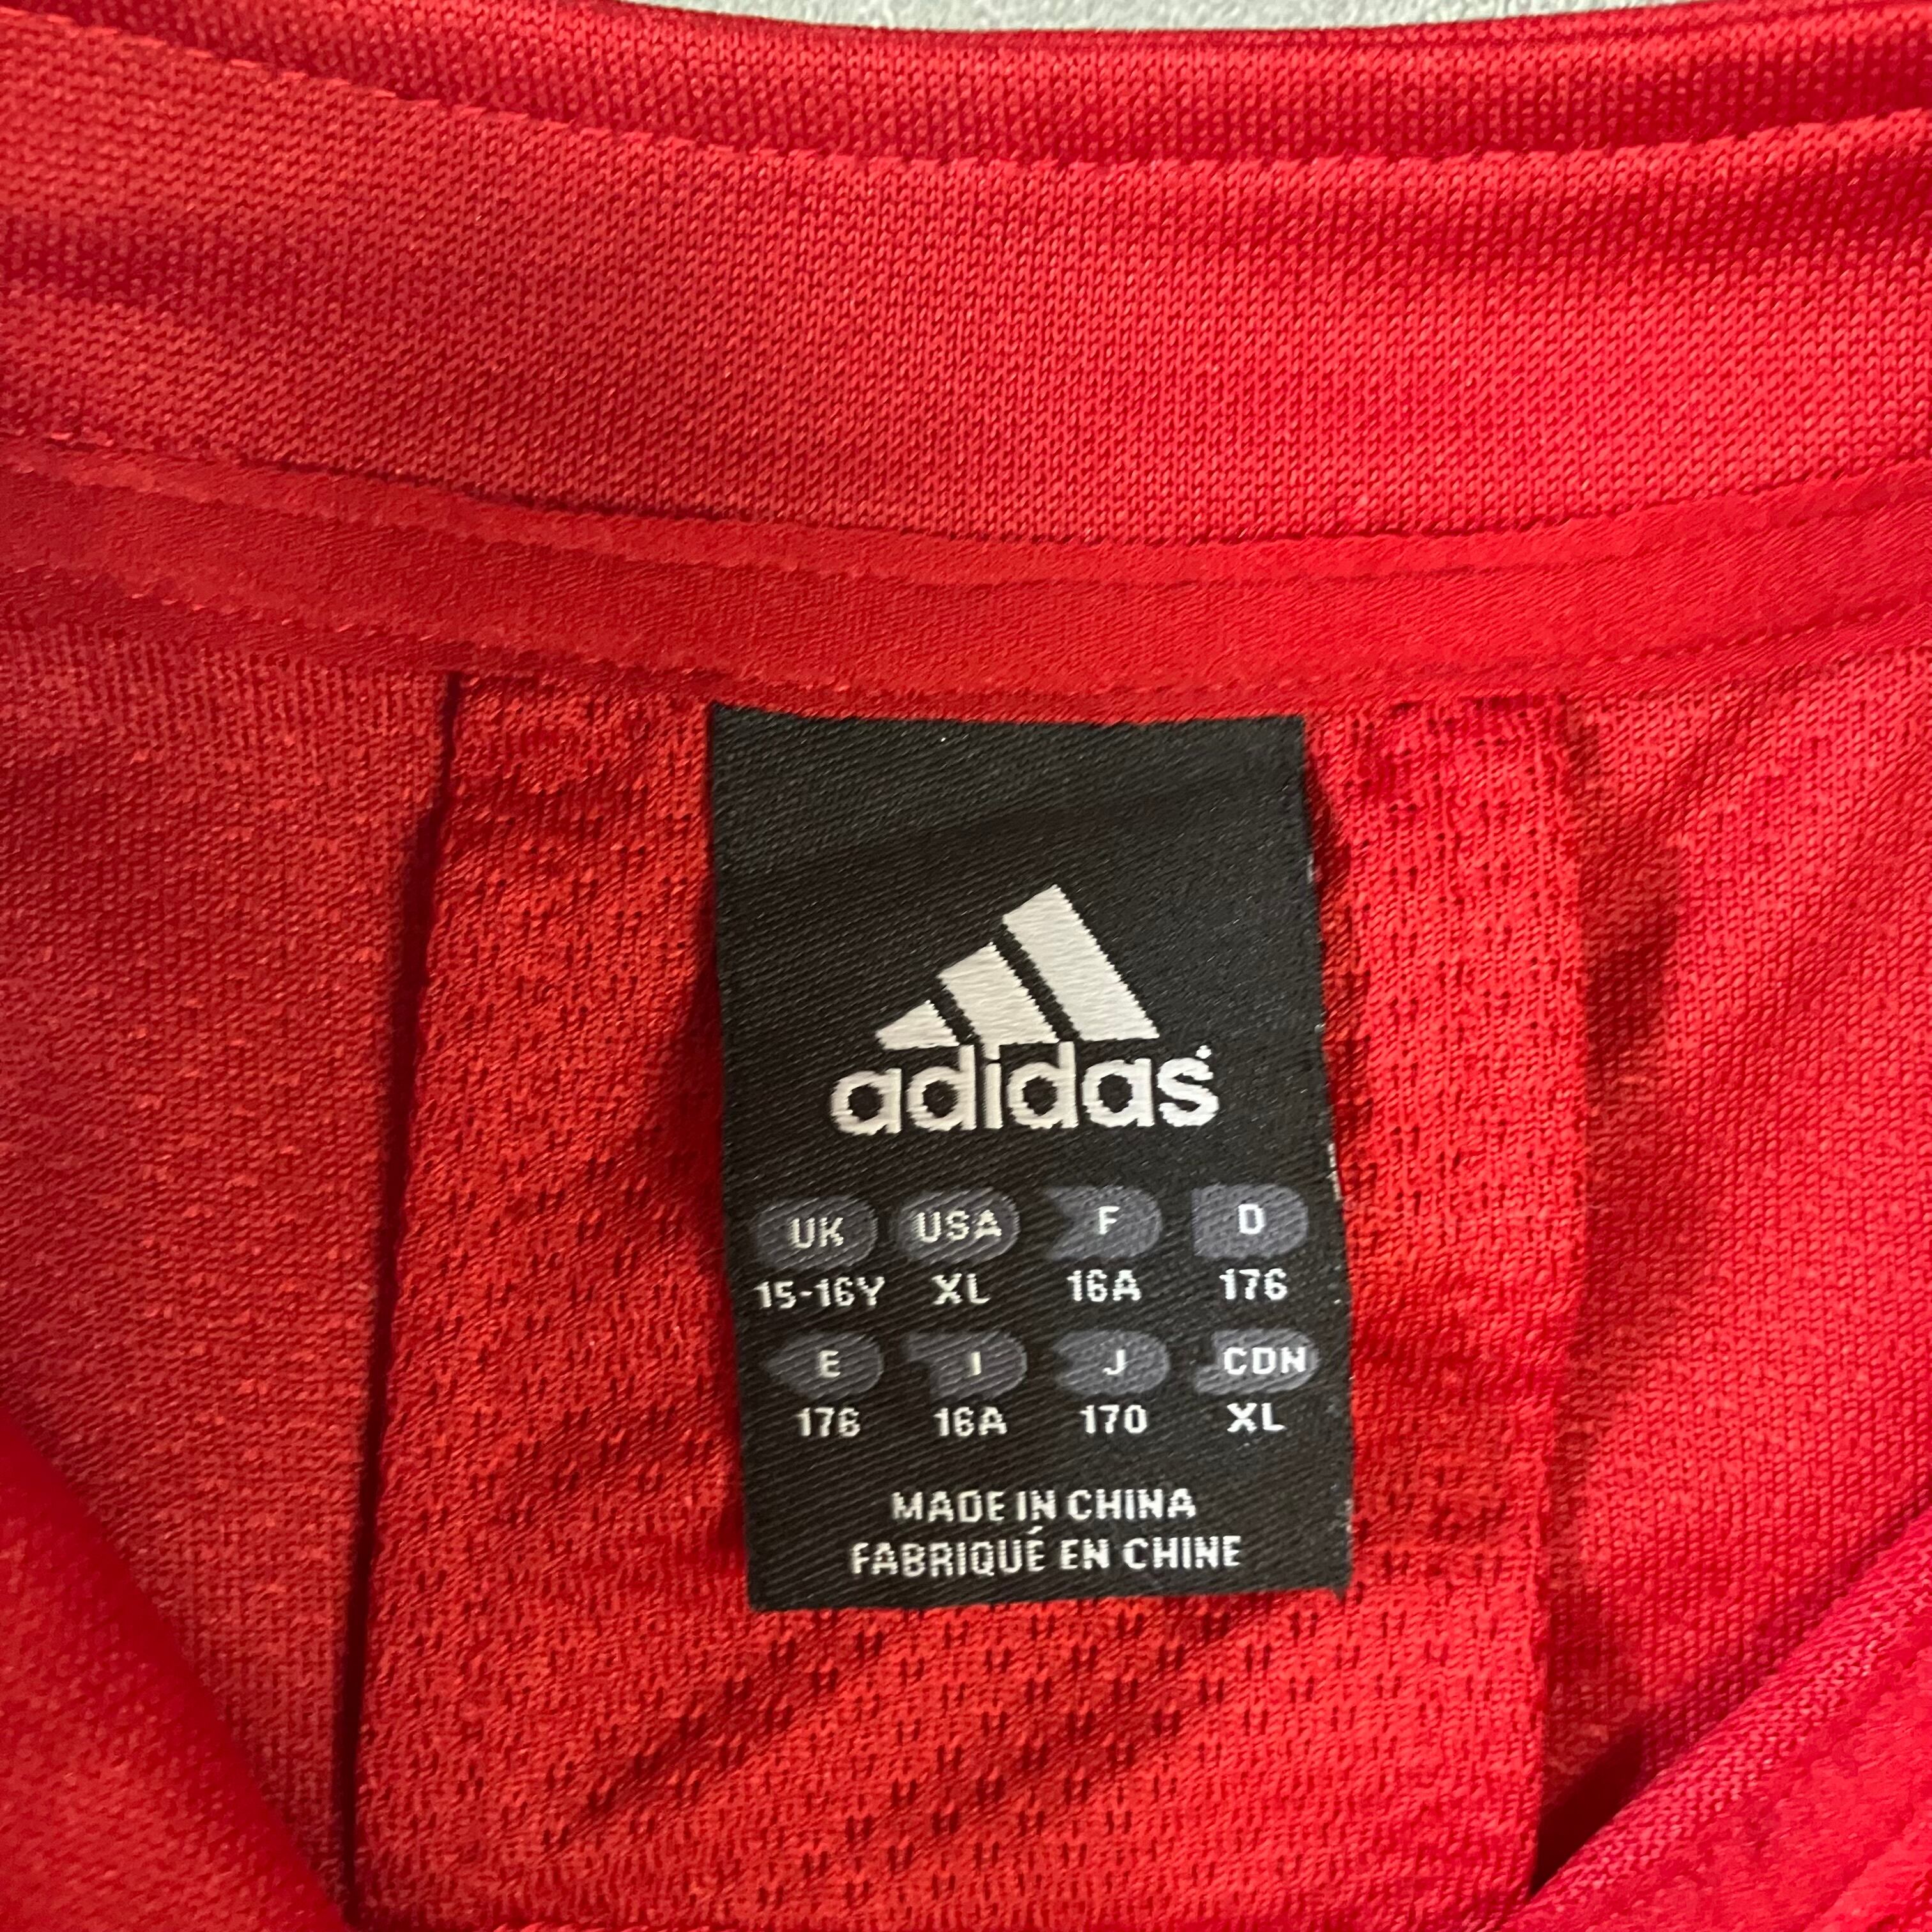 adidas
UK USA F D
15-16Y XL 16A 176
E I J CDN
176 16A 170 XL
MADE IN CHINA
FABRIQUÉ EN CHINE